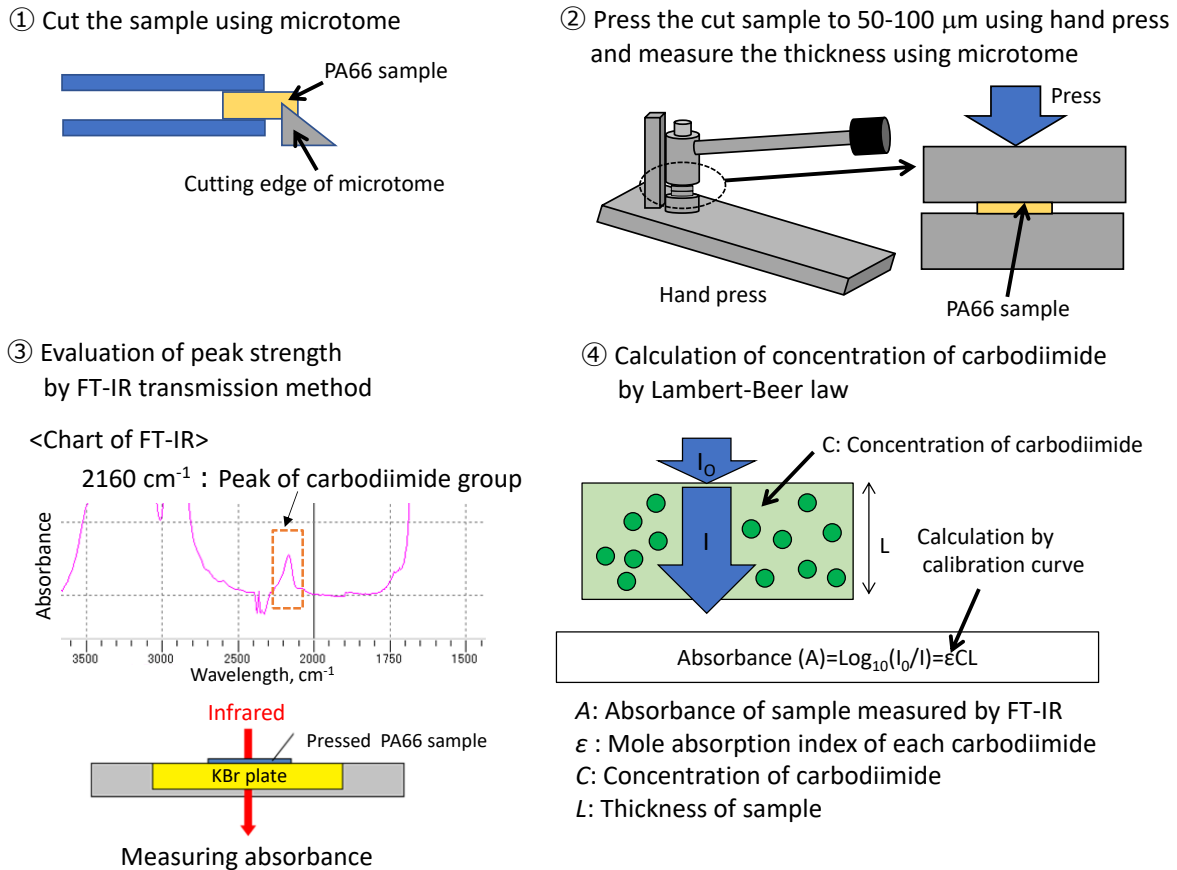 ① Cut the sample using microtome
PA66 sample
Cutting edge of microtome
② Press the cut sample to 50-100 μm using hand press
and measure the thickness using microtome
Press
Hand press
PA66 sample
③ Evaluation of peak strength
by FT-IR transmission method
<Chart of FT-IR>
2160 cm⁻¹ : Peak of carbodiimide group
Absorbance
3500 3000 2500 2000 1500
Wavelength, cm⁻¹
Infrared
Pressed PA66 sample
KBr plate
Measuring absorbance
④ Calculation of concentration of carbodiimide
by Lambert-Beer law
C: Concentration of carbodiimide
I₀
I
L
Calculation by
calibration curve
Absorbance (A)=Log₁₀(I₀/I)=εCL
A: Absorbance of sample measured by FT-IR
ε : Mole absorption index of each carbodiimide
C: Concentration of carbodiimide
L: Thickness of sample